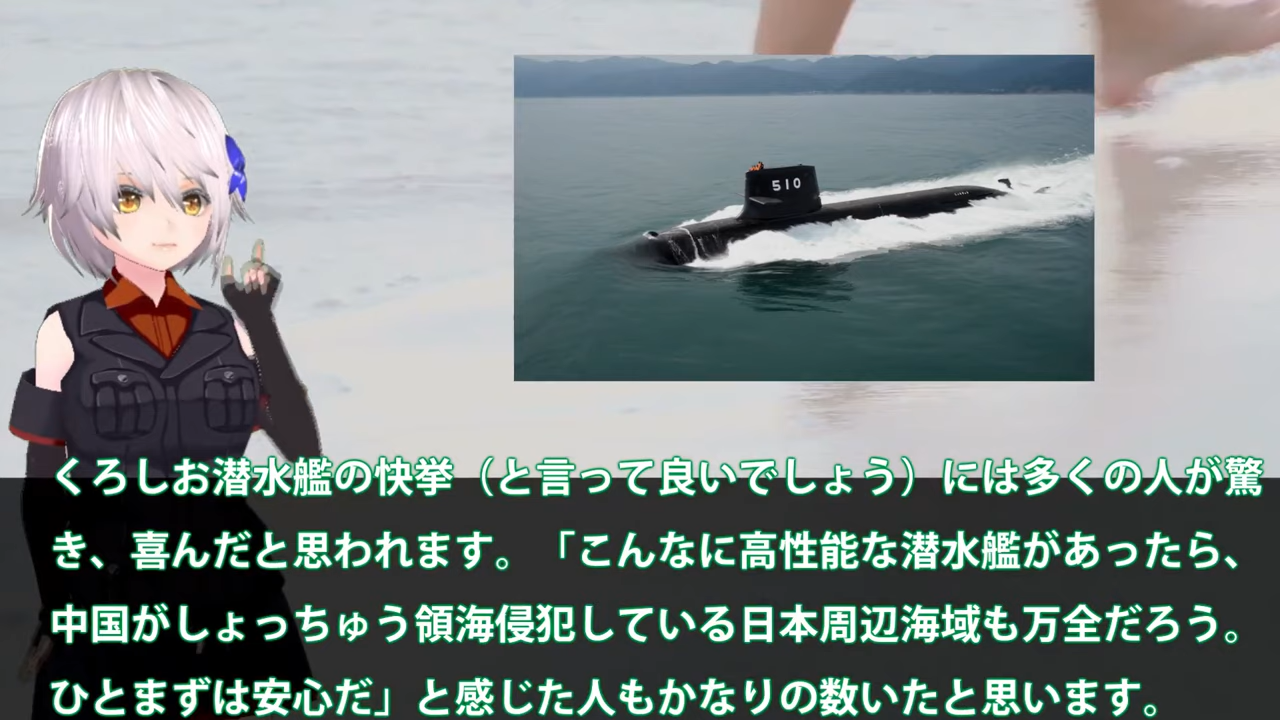 510
くろしお潜水艦の快挙（と言って良いでしょう）には多くの人が驚
き、喜んだと思われます。「こんなに高性能な潜水艦があったら、
中国がしょっちゅう領海侵犯している日本周辺海域も万全だろう。
ひとまずは安心だ」と感じた人もかなりの数いたと思います。